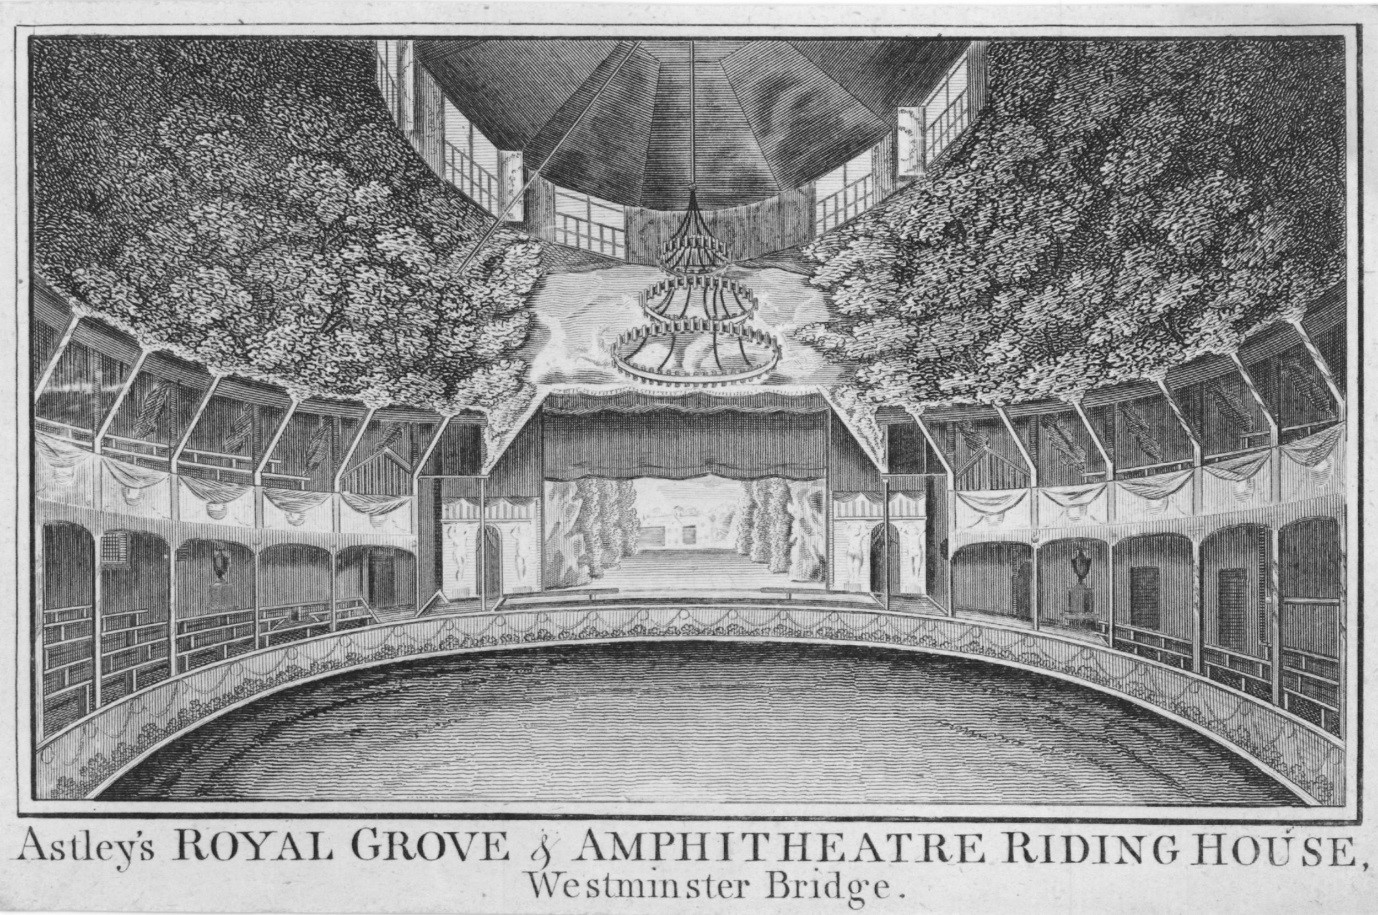 Astley's ROYAL GROVE & AMPHITHEATRE RIDING HOUSE,
Westminster Bridge.